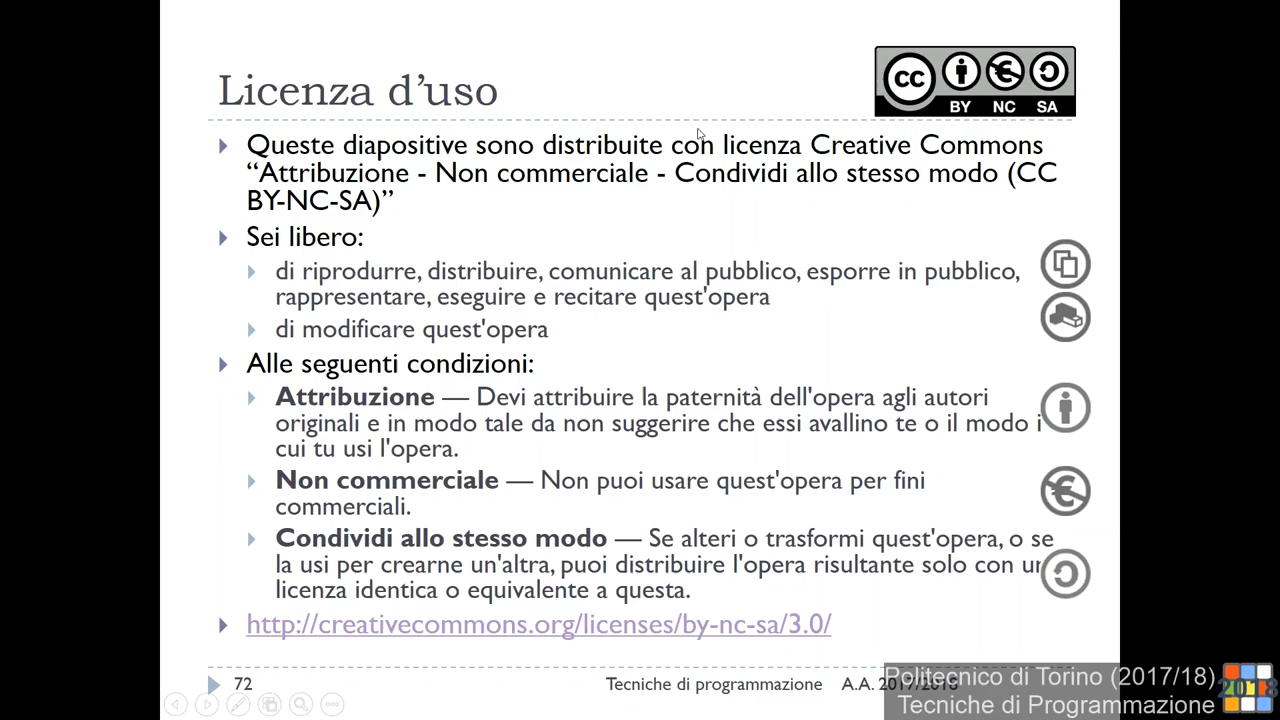 Licenza d’uso
CC BY NC SA
Queste diapositive sono distribuite con licenza Creative Commons
“Attribuzione - Non commerciale - Condividi allo stesso modo (CC
BY-NC-SA)”
Sei libero:
di riprodurre, distribuire, comunicare al pubblico, esporre in pubblico,
rappresentare, eseguire e recitare quest'opera
di modificare quest'opera
Alle seguenti condizioni:
Attribuzione — Devi attribuire la paternità dell'opera agli autori
originali e in modo tale da non suggerire che essi avallino te o il modo i
cui tu usi l'opera.
Non commerciale — Non puoi usare quest'opera per fini
commerciali.
Condividi allo stesso modo — Se alteri o trasformi quest'opera, o se
la usi per crearne un'altra, puoi distribuire l'opera risultante solo con un
licenza identica o equivalente a questa.
http://creativecommons.org/licenses/by-nc-sa/3.0/
72 Tecniche di programmazione A.A. 2017/2018
Politecnico di Torino (2017/18)
Tecniche di Programmazione
2018